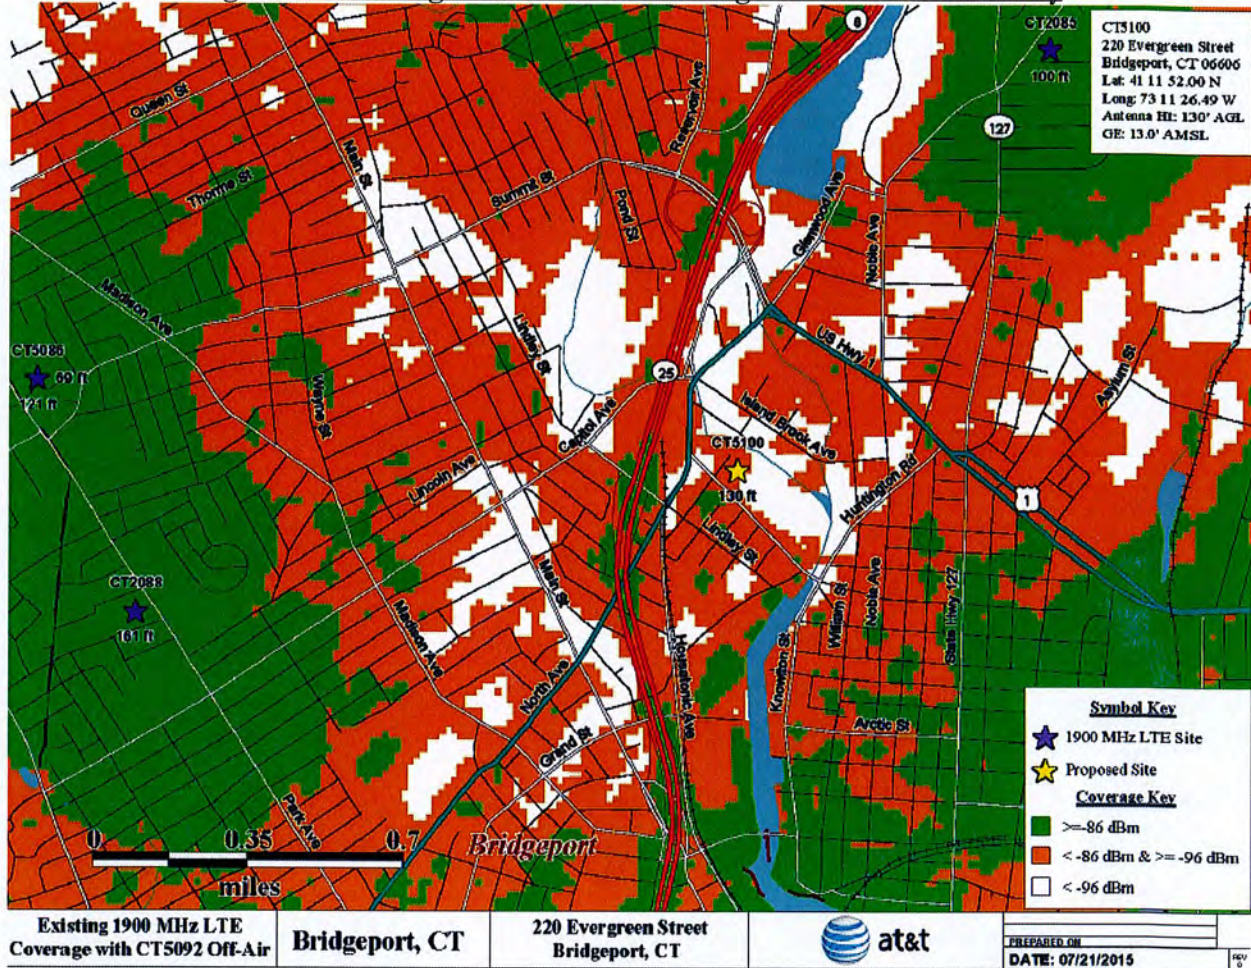 CT2085
100 ft
CT5100
220 Evergreen Street
Bridgeport, CT 06606
Lat: 41 11 52.00 N
Long: 73 11 26.49 W
Antenna Ht: 130' AGL
GE: 13.0' AMSL
8
127
Queen St
Main St
Thorme St
Summit St
Reservoir Ave
Pond St
Glenwood Ave
Noble Ave
Madison Ave
CT5086
69 ft
121 ft
Wayne St
Lindley St
25
US Hwy 1
Asylum St
Capitol Ave
Island Brook Ave
CT5100
130 ft
Lincoln Ave
Huntington Rd
1
Lindley St
CT2088
161 ft
Main St
Madison Ave
Housatonic Ave
Knowlton St
William St
Noble Ave
State Hwy 127
North Ave
Grand St
Arctic St
Park Ave
Bridgeport
0 0.35 0.7
miles
Symbol Key
1900 MHz LTE Site
Proposed Site
Coverage Key
>=-86 dBm
< -86 dBm & >= -96 dBm
< -96 dBm
Existing 1900 MHz LTE
Coverage with CT5092 Off-Air
Bridgeport, CT
220 Evergreen Street
Bridgeport, CT
at&t
PREPARED ON
DATE: 07/21/2015
REV
0